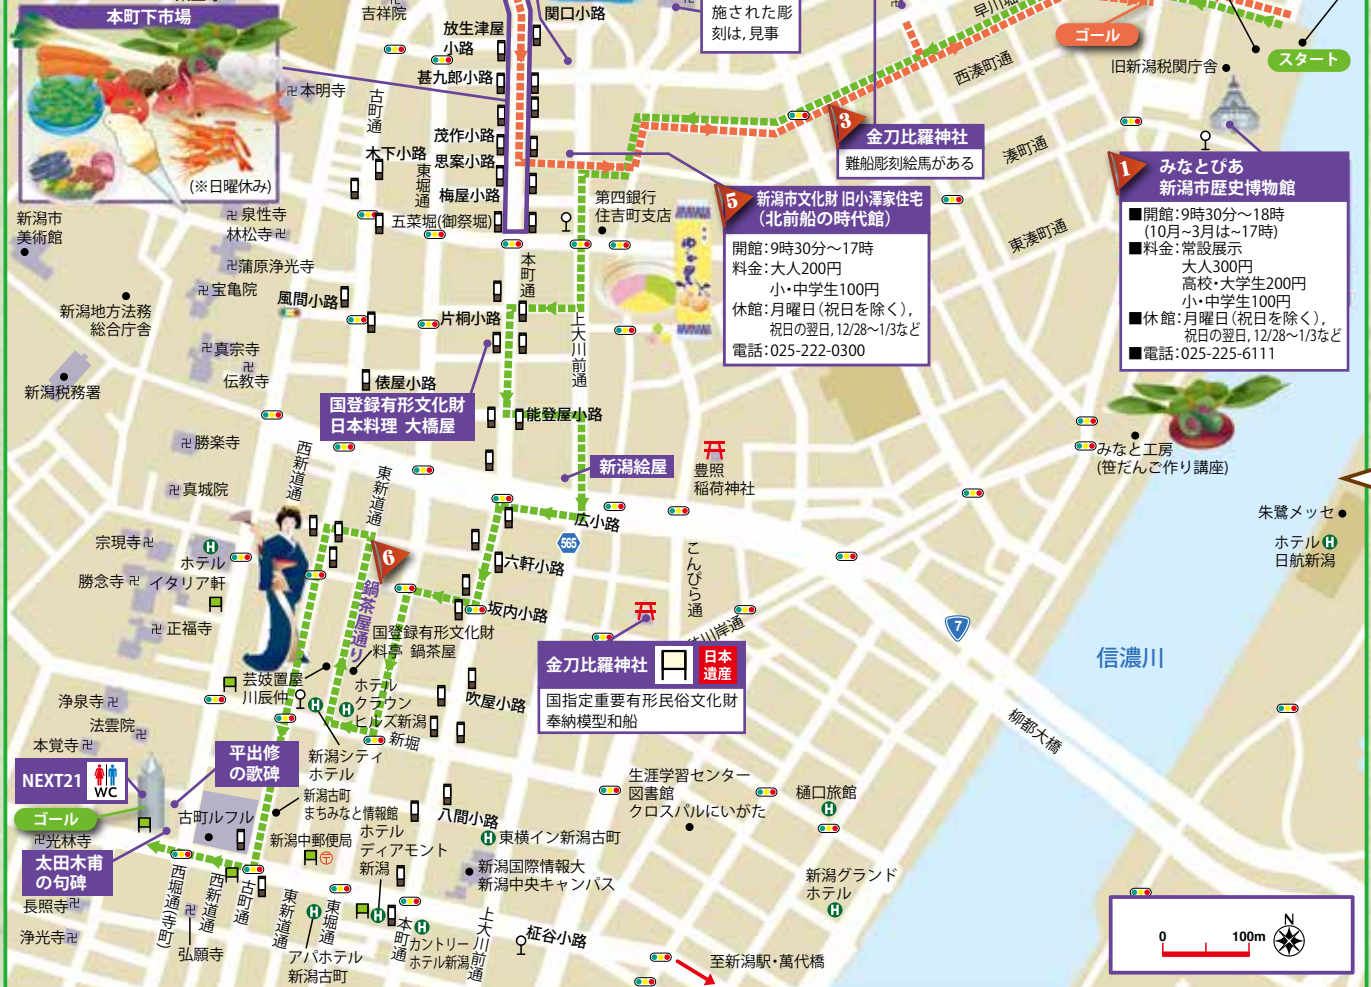 本町下市場
(※日曜休み)
吉祥院
放生津屋
小路
関口小路
施された彫
刻は,見事
早川堀
ゴール
スタート
旧新潟税関庁舎
西湊町通
湊町通
東湊町通
甚九郎小路
本明寺
古町通
茂作小路
木下小路
思案小路
東堀通
梅屋小路
五菜堀(御祭堀)
第四銀行
住吉町支店
3
金刀比羅神社
難船彫刻絵馬がある
5
新潟市文化財 旧小澤家住宅
(北前船の時代館)
開館:9時30分〜17時
料金:大人200円
小・中学生100円
休館:月曜日(祝日を除く),
祝日の翌日,12/28〜1/3など
電話:025-222-0300
1
みなとぴあ
新潟市歴史博物館
■開館:9時30分〜18時
(10月~3月は~17時)
■料金:常設展示
大人300円
高校・大学生200円
小・中学生100円
■休館:月曜日(祝日を除く),
祝日の翌日,12/28〜1/3など
■電話:025-225-6111
新潟市
美術館
泉性寺
林松寺
蒲原浄光寺
宝亀院
風間小路
本町通
片桐小路
上大川前通
新潟地方法務
総合庁舎
真宗寺
伝教寺
新潟税務署
俵屋小路
国登録有形文化財
日本料理 大橋屋
能登屋小路
勝楽寺
西新道通
東新道通
新潟絵屋
豊照
稲荷神社
みなと工房
(笹だんご作り講座)
真城院
広小路
565
朱鷺メッセ
ホテル
日航新潟
宗現寺
ホテル
イタリア軒
勝念寺
正福寺
6
鍋茶屋通り
六軒小路
坂内小路
こんぴら通
7
信濃川
柳都大橋
国登録有形文化財
料亭 鍋茶屋
金刀比羅神社
日本
遺産
国指定重要有形民俗文化財
奉納模型和船
芸妓置屋
川辰仲
ホテル
クラウン
ヒルズ新潟
吹屋小路
新堀
浄泉寺
法雲院
本覚寺
新潟シティ
ホテル
平出修
の歌碑
NEXT21
WC
ゴール
古町ルフル
新潟古町
まちみなと情報館
新潟中郵便局
ホテル
ディアモント
新潟
八間小路
東横イン新潟古町
生涯学習センター
図書館
クロスパルにいがた
樋口旅館
新潟国際情報大
新潟中央キャンパス
新潟グランド
ホテル
光林寺
太田木甫
の句碑
長照寺
浄光寺
西堀通(寺町)
西新道通
古町通
東新道通
東堀通
本町通
上大川前通
弘願寺
アパホテル
新潟古町
カントリー
ホテル新潟
柾谷小路
至新潟駅・萬代橋
N
0 100m